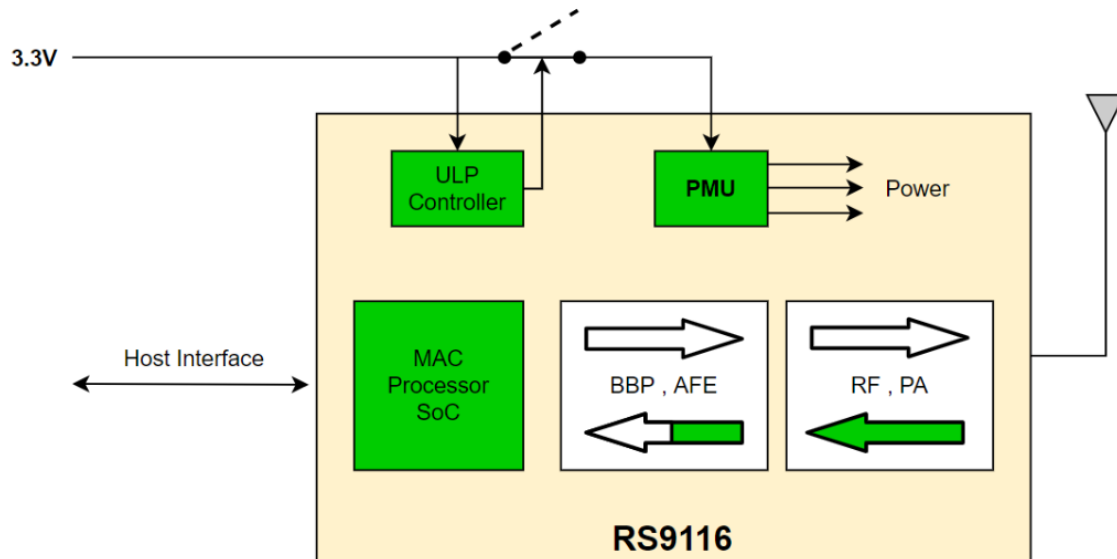 3.3V
ULP
Controller
PMU
Power
Host Interface
MAC
Processor
SoC
BBP , AFE
RF , PA
RS9116